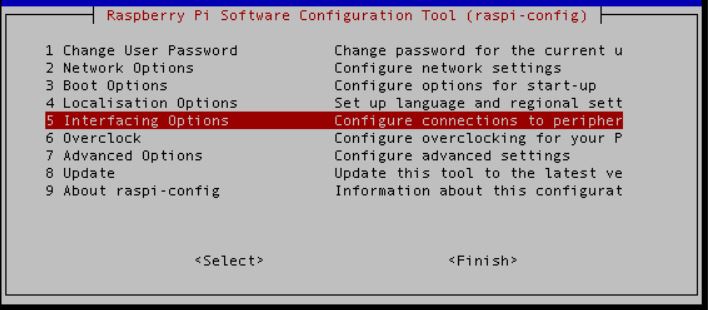 Raspberry Pi Software Configuration Tool (raspi-config)
1 Change User Password Change password for the current u
2 Network Options Configure network settings
3 Boot Options Configure options for start-up
4 Localisation Options Set up language and regional sett
5 Interfacing Options Configure connections to peripher
6 Overclock Configure overclocking for your P
7 Advanced Options Configure advanced settings
8 Update Update this tool to the latest ve
9 About raspi-config Information about this configurat
<Select> <Finish>